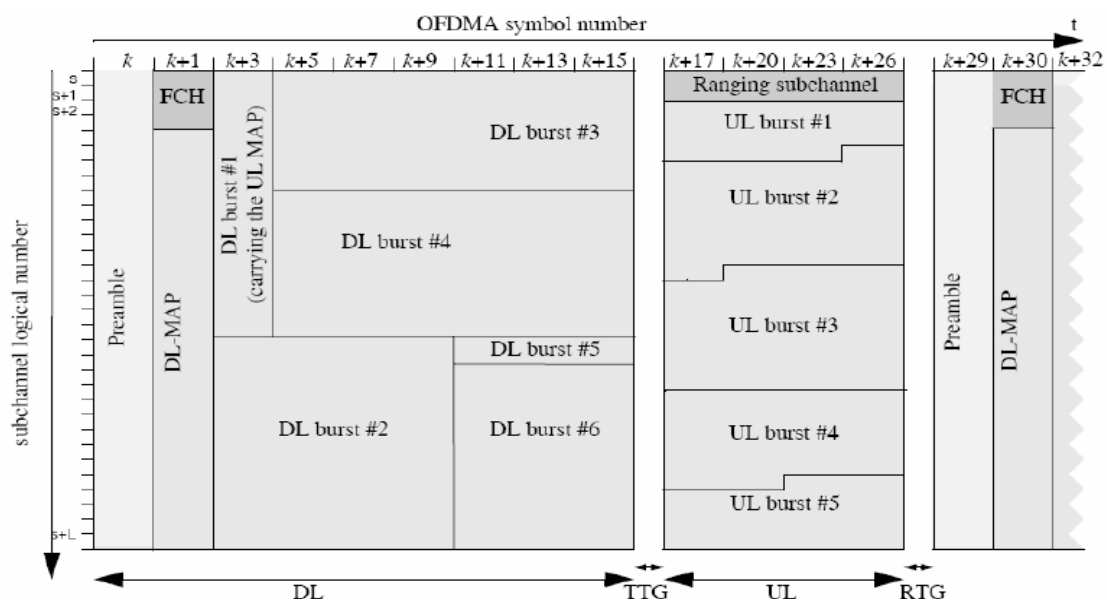 OFDMA symbol number
t
k k+1 k+3 k+5 k+7 k+9 k+11 k+13 k+15 k+17 k+20 k+23 k+26 k+29 k+30 k+32
s
s+1
s+2
s+L
subchannel logical number
Preamble
FCH
DL-MAP
DL burst #1
(carrying the UL MAP)
DL burst #3
DL burst #4
DL burst #2
DL burst #5
DL burst #6
Ranging subchannel
UL burst #1
UL burst #2
UL burst #3
UL burst #4
UL burst #5
Preamble
FCH
DL-MAP
DL TTG UL RTG